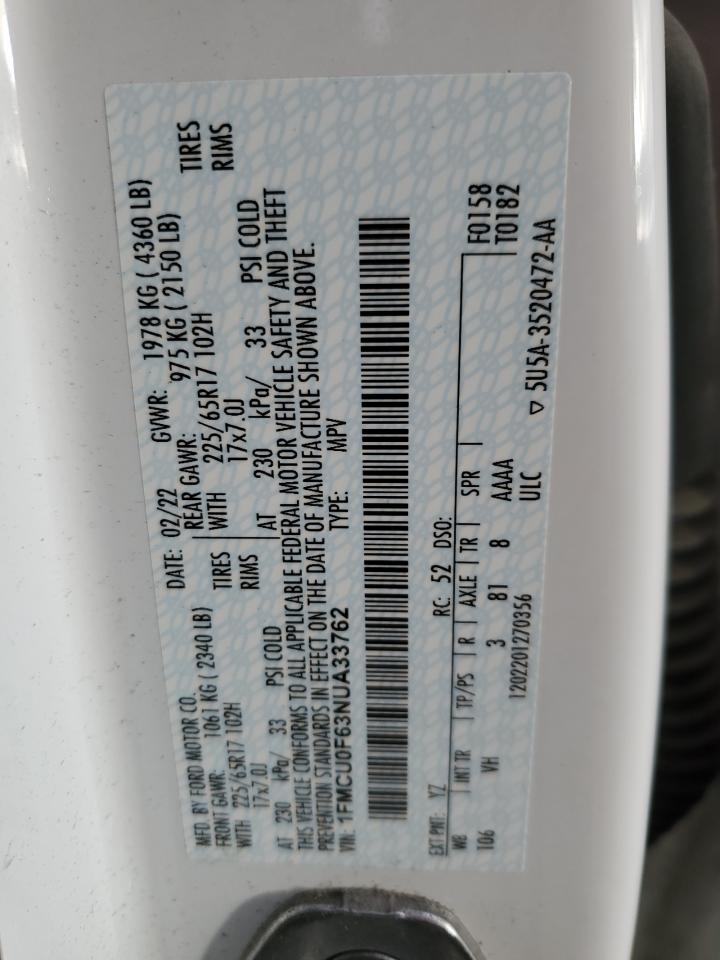 MFD. BY FORD MOTOR CO. DATE: 02/22 GVWR: 1978 KG ( 4360 LB)
FRONT GAWR: 1061 KG ( 2340 LB) REAR GAWR: 975 KG ( 2150 LB)
WITH 225/65R17 102H TIRES WITH 225/65R17 102H TIRES
17x7.0J RIMS 17x7.0J RIMS
AT 230 kPa/ 33 PSI COLD AT 230 kPa/ 33 PSI COLD
THIS VEHICLE CONFORMS TO ALL APPLICABLE FEDERAL MOTOR VEHICLE SAFETY AND THEFT
PREVENTION STANDARDS IN EFFECT ON THE DATE OF MANUFACTURE SHOWN ABOVE.
VIN: 1FMCU0F63NUA33762 TYPE: MPV
EXT PNT: YZ RC: 52 DSO: F0158
WB INT TR TP/PS R AXLE TR SPR T0182
106 VH 3 81 8 AAAA
1202201270356 ULC ▽ 5U5A-3520472-AA